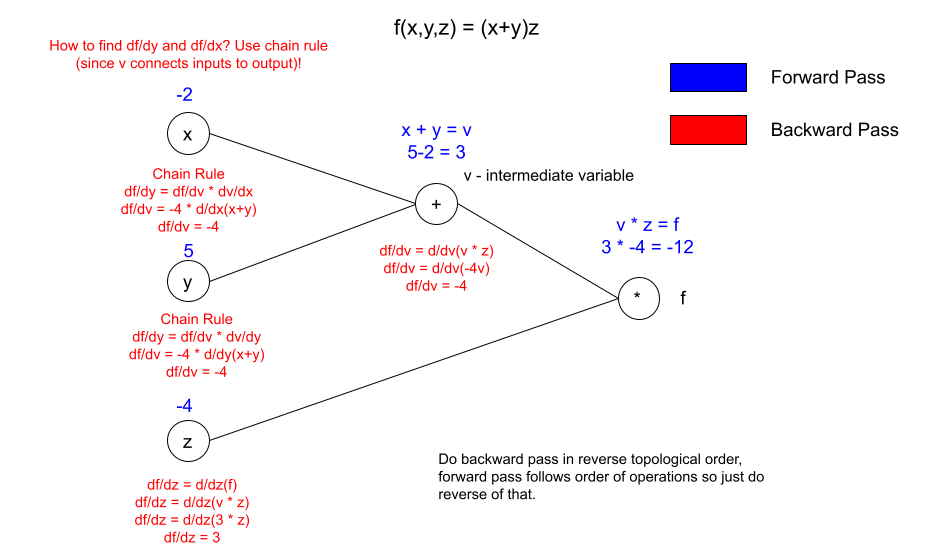 f(x,y,z) = (x+y)z
How to find df/dy and df/dx? Use chain rule
(since v connects inputs to output)!
Forward Pass
Backward Pass
-2
x
Chain Rule
df/dy = df/dv * dv/dx
df/dv = -4 * d/dx(x+y)
df/dv = -4
x + y = v
5-2 = 3
v - intermediate variable
+
df/dv = d/dv(v * z)
df/dv = d/dv(-4v)
df/dv = -4
v * z = f
3 * -4 = -12
*
f
5
y
Chain Rule
df/dy = df/dv * dv/dy
df/dv = -4 * d/dy(x+y)
df/dv = -4
-4
z
df/dz = d/dz(f)
df/dz = d/dz(v * z)
df/dz = d/dz(3 * z)
df/dz = 3
Do backward pass in reverse topological order,
forward pass follows order of operations so just do
reverse of that.